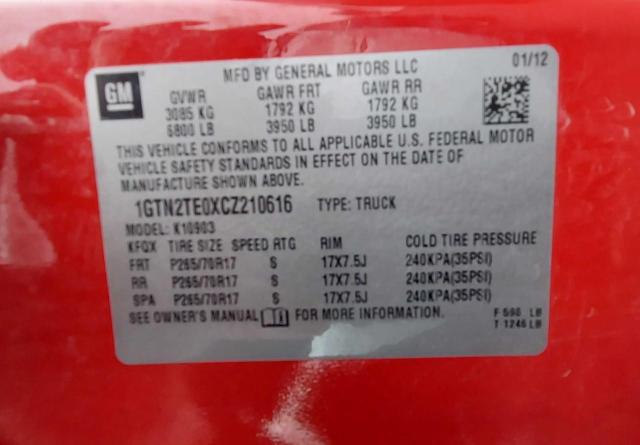 GM
MFD BY GENERAL MOTORS LLC 01/12
GVWR GAWR FRT GAWR RR
3085 KG 1792 KG 1792 KG
6800 LB 3950 LB 3950 LB
THIS VEHICLE CONFORMS TO ALL APPLICABLE U.S. FEDERAL MOTOR
VEHICLE SAFETY STANDARDS IN EFFECT ON THE DATE OF
MANUFACTURE SHOWN ABOVE.
1GTN2TE0XCZ210616 TYPE: TRUCK
MODEL: K10903
KFQX TIRE SIZE SPEED RTG RIM COLD TIRE PRESSURE
FRT P265/70R17 S 17X7.5J 240KPA(35PSI)
RR P265/70R17 S 17X7.5J 240KPA(35PSI)
SPA P265/70R17 S 17X7.5J 240KPA(35PSI)
SEE OWNER'S MANUAL FOR MORE INFORMATION.
F 590 LB
T 1246 LB